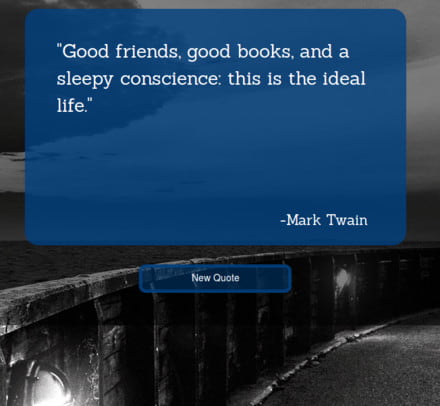 "Good friends, good books, and a
sleepy conscience: this is the ideal
life."
-Mark Twain
New Quote